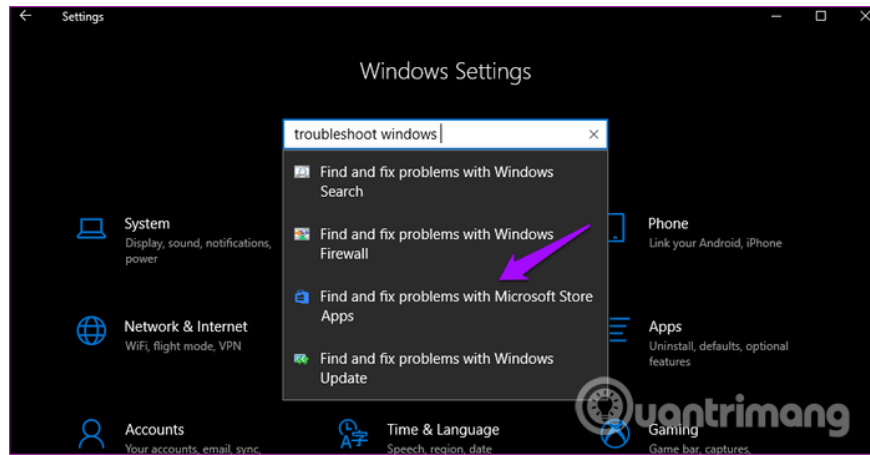 Settings
Windows Settings
troubleshoot windows
Find and fix problems with Windows
Search
Find and fix problems with Windows
Firewall
Find and fix problems with Microsoft Store
Apps
Find and fix problems with Windows
Update
System
Display, sound, notifications,
power
Phone
Link your Android, iPhone
Network & Internet
WiFi, flight mode, VPN
Apps
Uninstall, defaults, optional
features
Accounts
Your accounts, email, sync,
Time & Language
Speech, region, date
Gaming
Game bar, captures,
Quantrimang